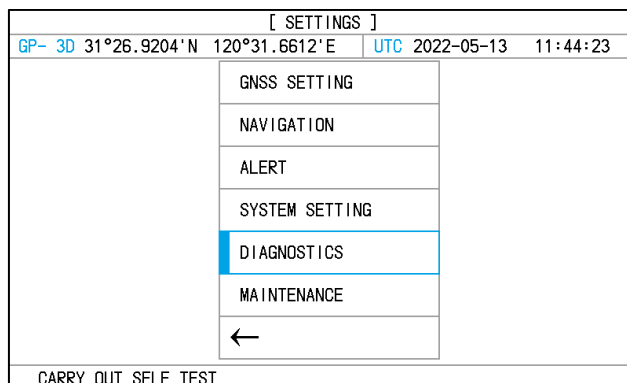 [ SETTINGS ]
GP- 3D 31°26.9204'N 120°31.6612'E UTC 2022-05-13 11:44:23
GNSS SETTING
NAVIGATION
ALERT
SYSTEM SETTING
DIAGNOSTICS
MAINTENANCE
←
CARRY OUT SELF TEST